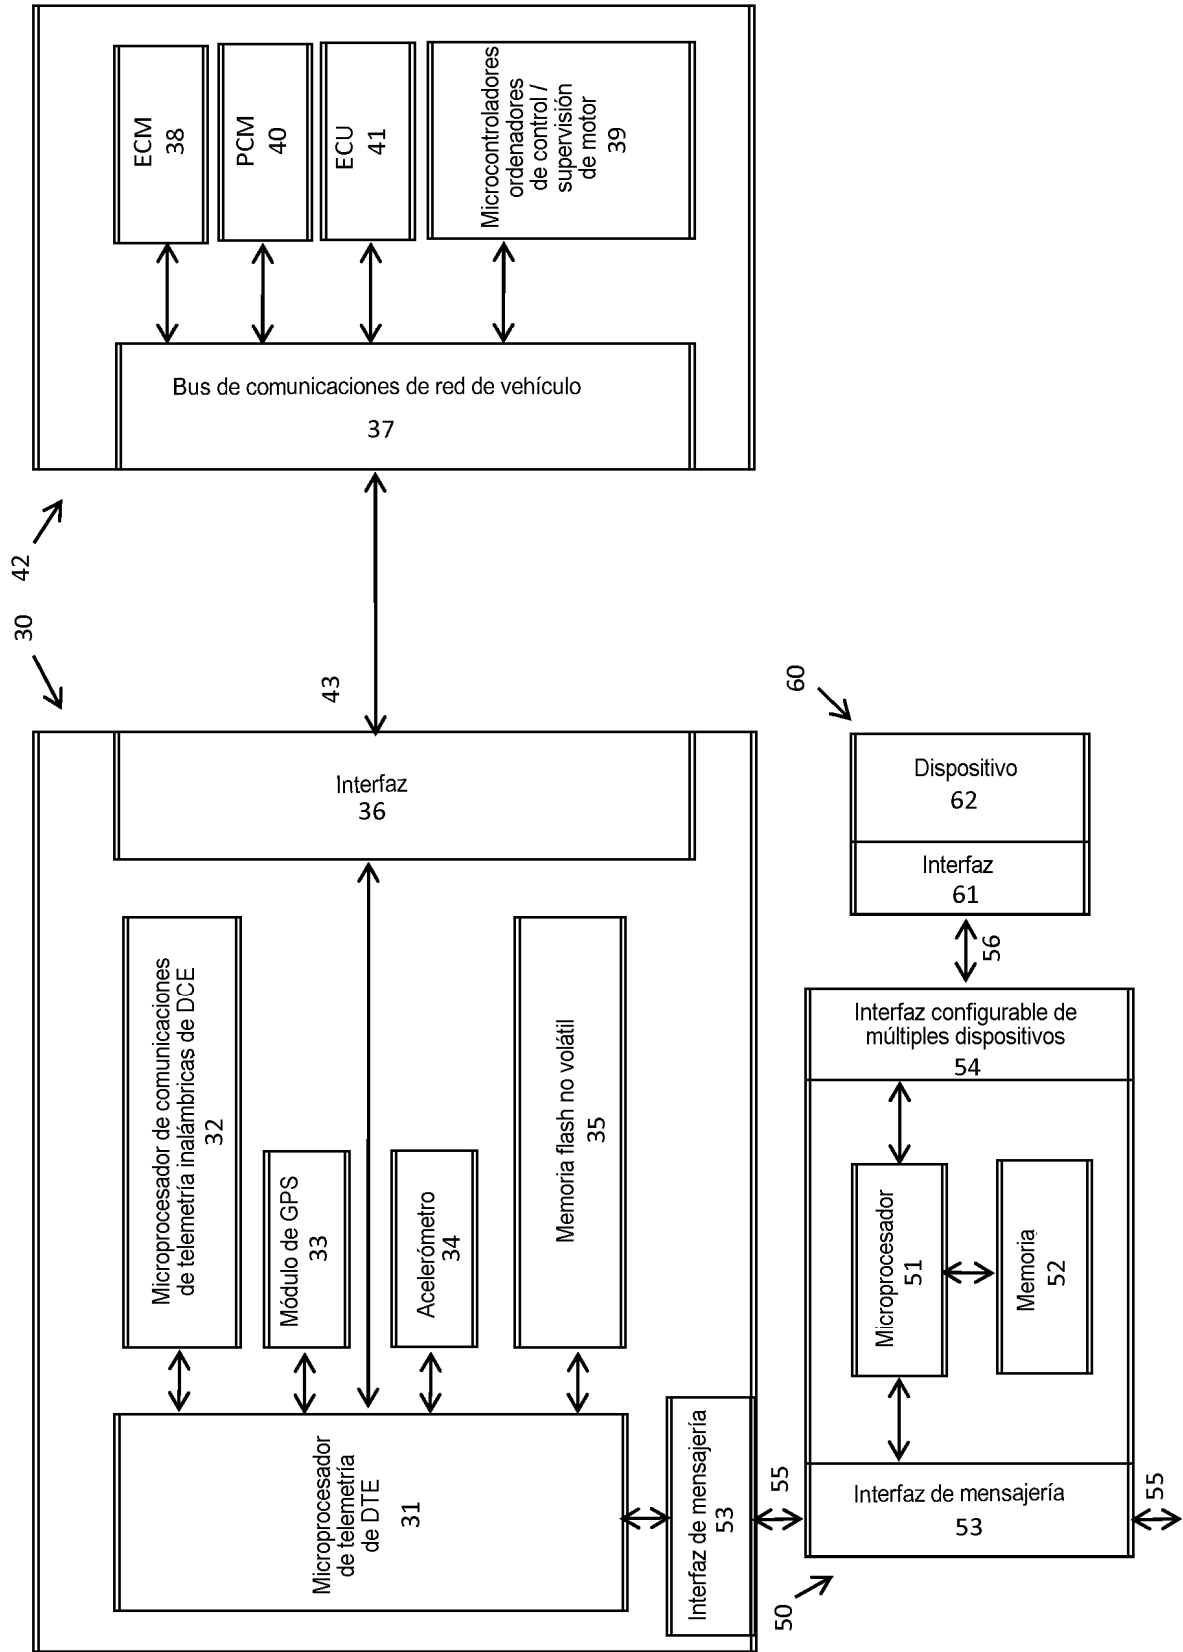 ECM
38
PCM
40
ECU
41
Microcontroladores
ordenadores
de control /
supervisión
de motor
39
Bus de comunicaciones de red de vehículo
37
42
30
43
Interfaz
36
Microprocesador de comunicaciones
de telemetría inalámbricas de DCE
32
Módulo de GPS
33
Acelerómetro
34
Memoria flash no volátil
35
Microprocesador
de telemetría
de DTE
31
Interfaz de mensajería
53
55
60
Dispositivo
62
Interfaz
61
56
Interfaz configurable de
múltiples dispositivos
54
Microprocesador
51
Memoria
52
Interfaz de mensajería
53
55
50